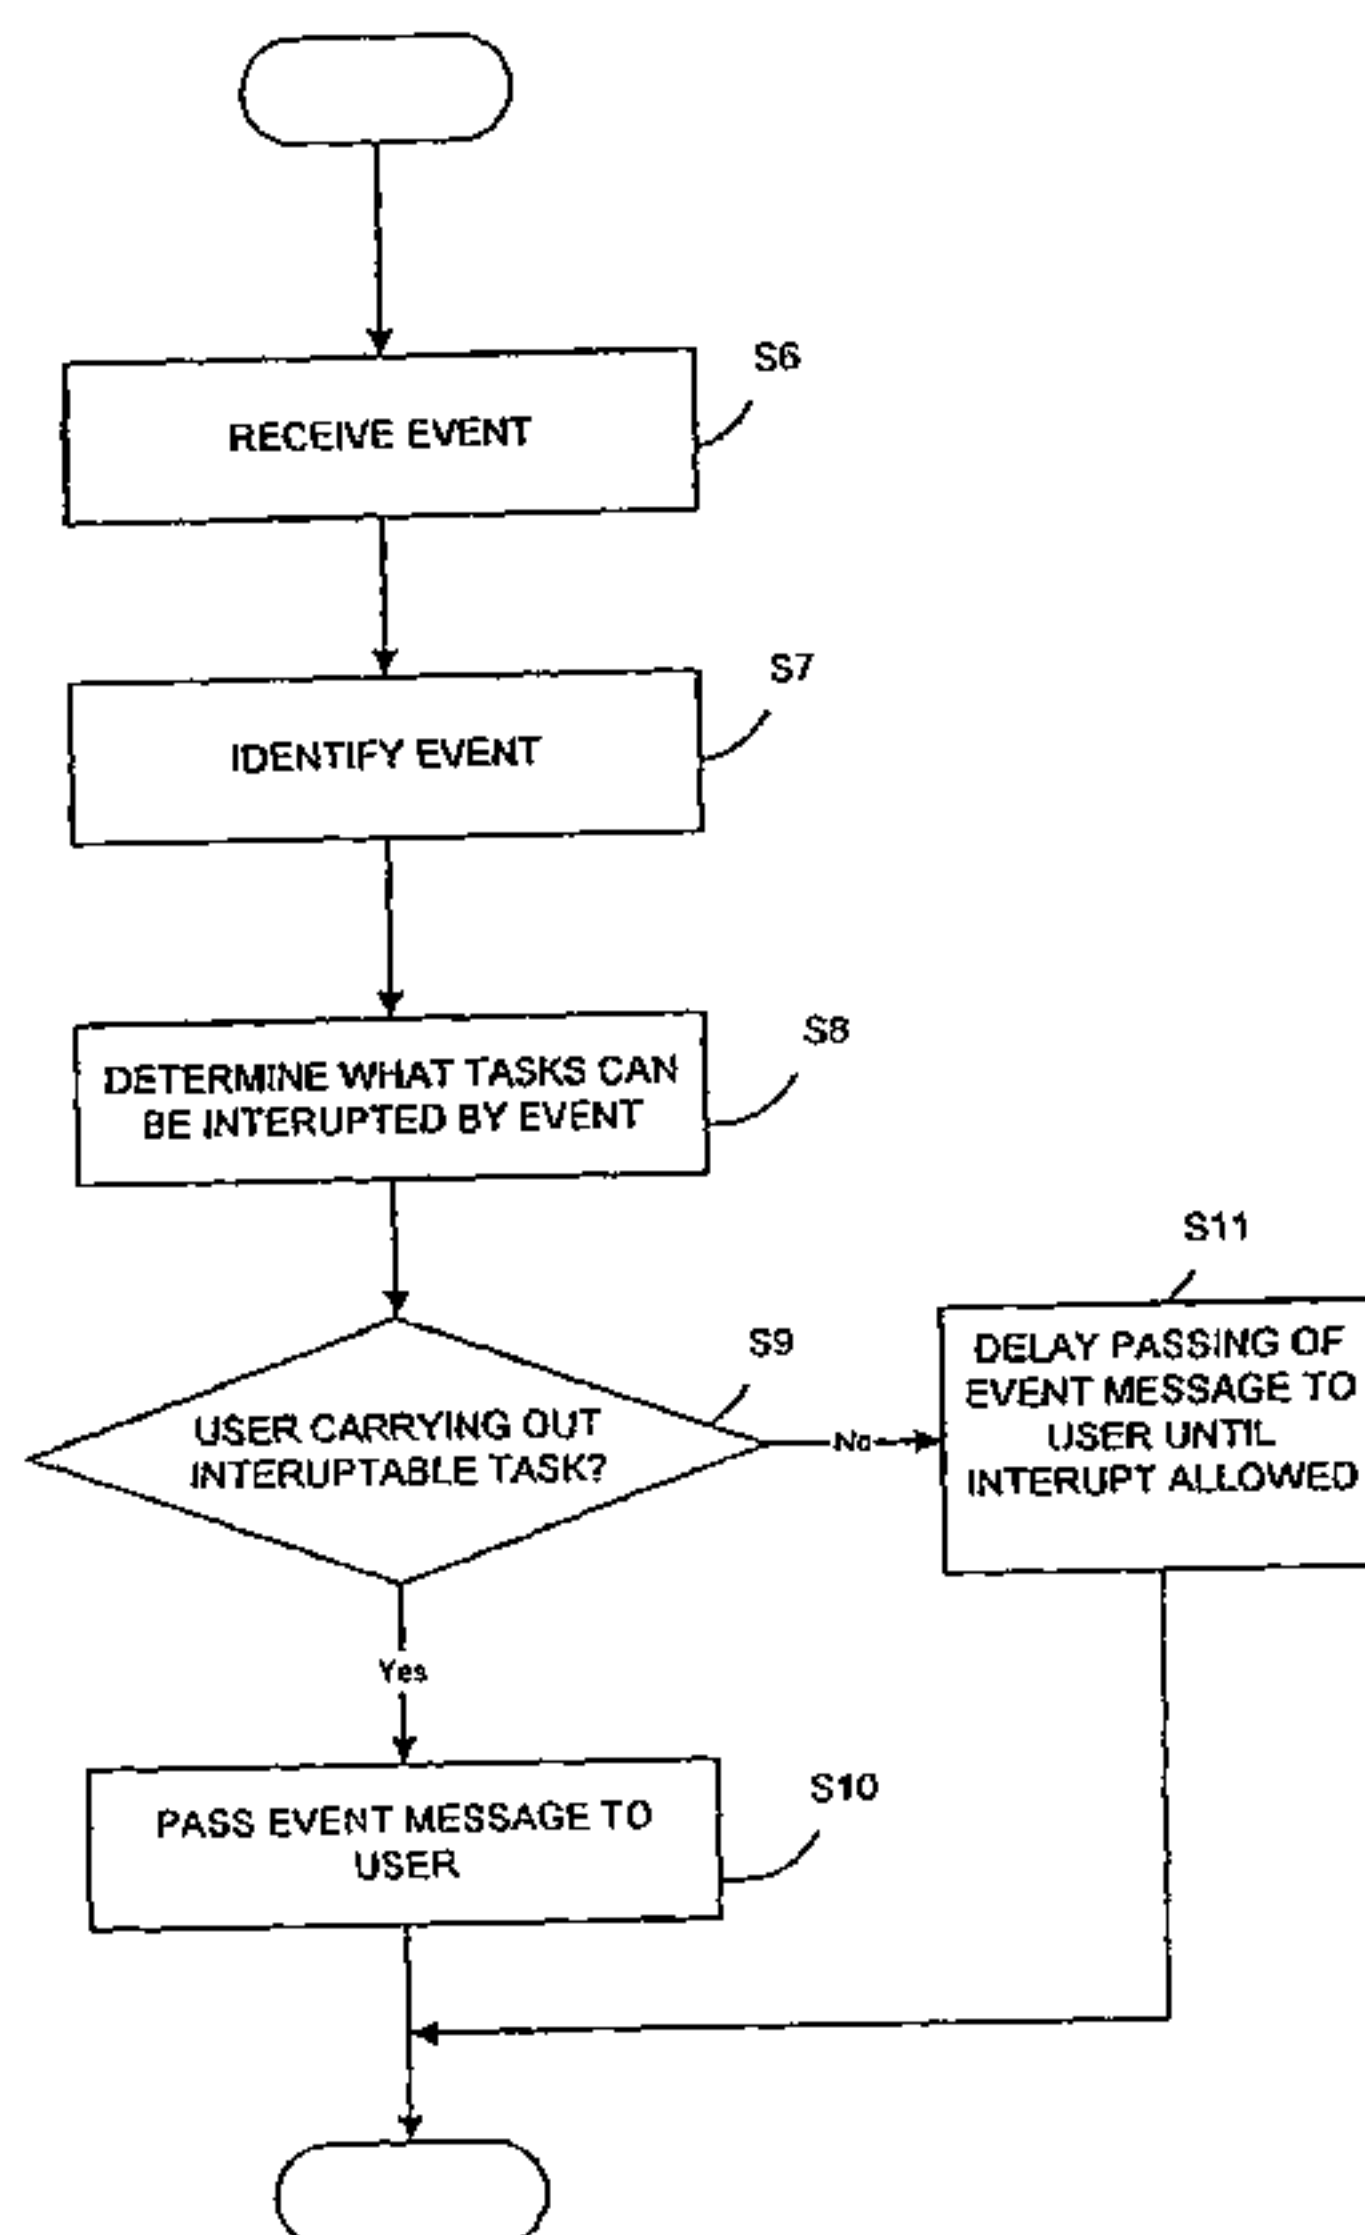 S6
RECEIVE EVENT
S7
IDENTIFY EVENT
S8
DETERMINE WHAT TASKS CAN
BE INTERUPTED BY EVENT
S9
USER CARRYING OUT
INTERUPTABLE TASK?
No
S11
DELAY PASSING OF
EVENT MESSAGE TO
USER UNTIL
INTERUPT ALLOWED
Yes
S10
PASS EVENT MESSAGE TO
USER